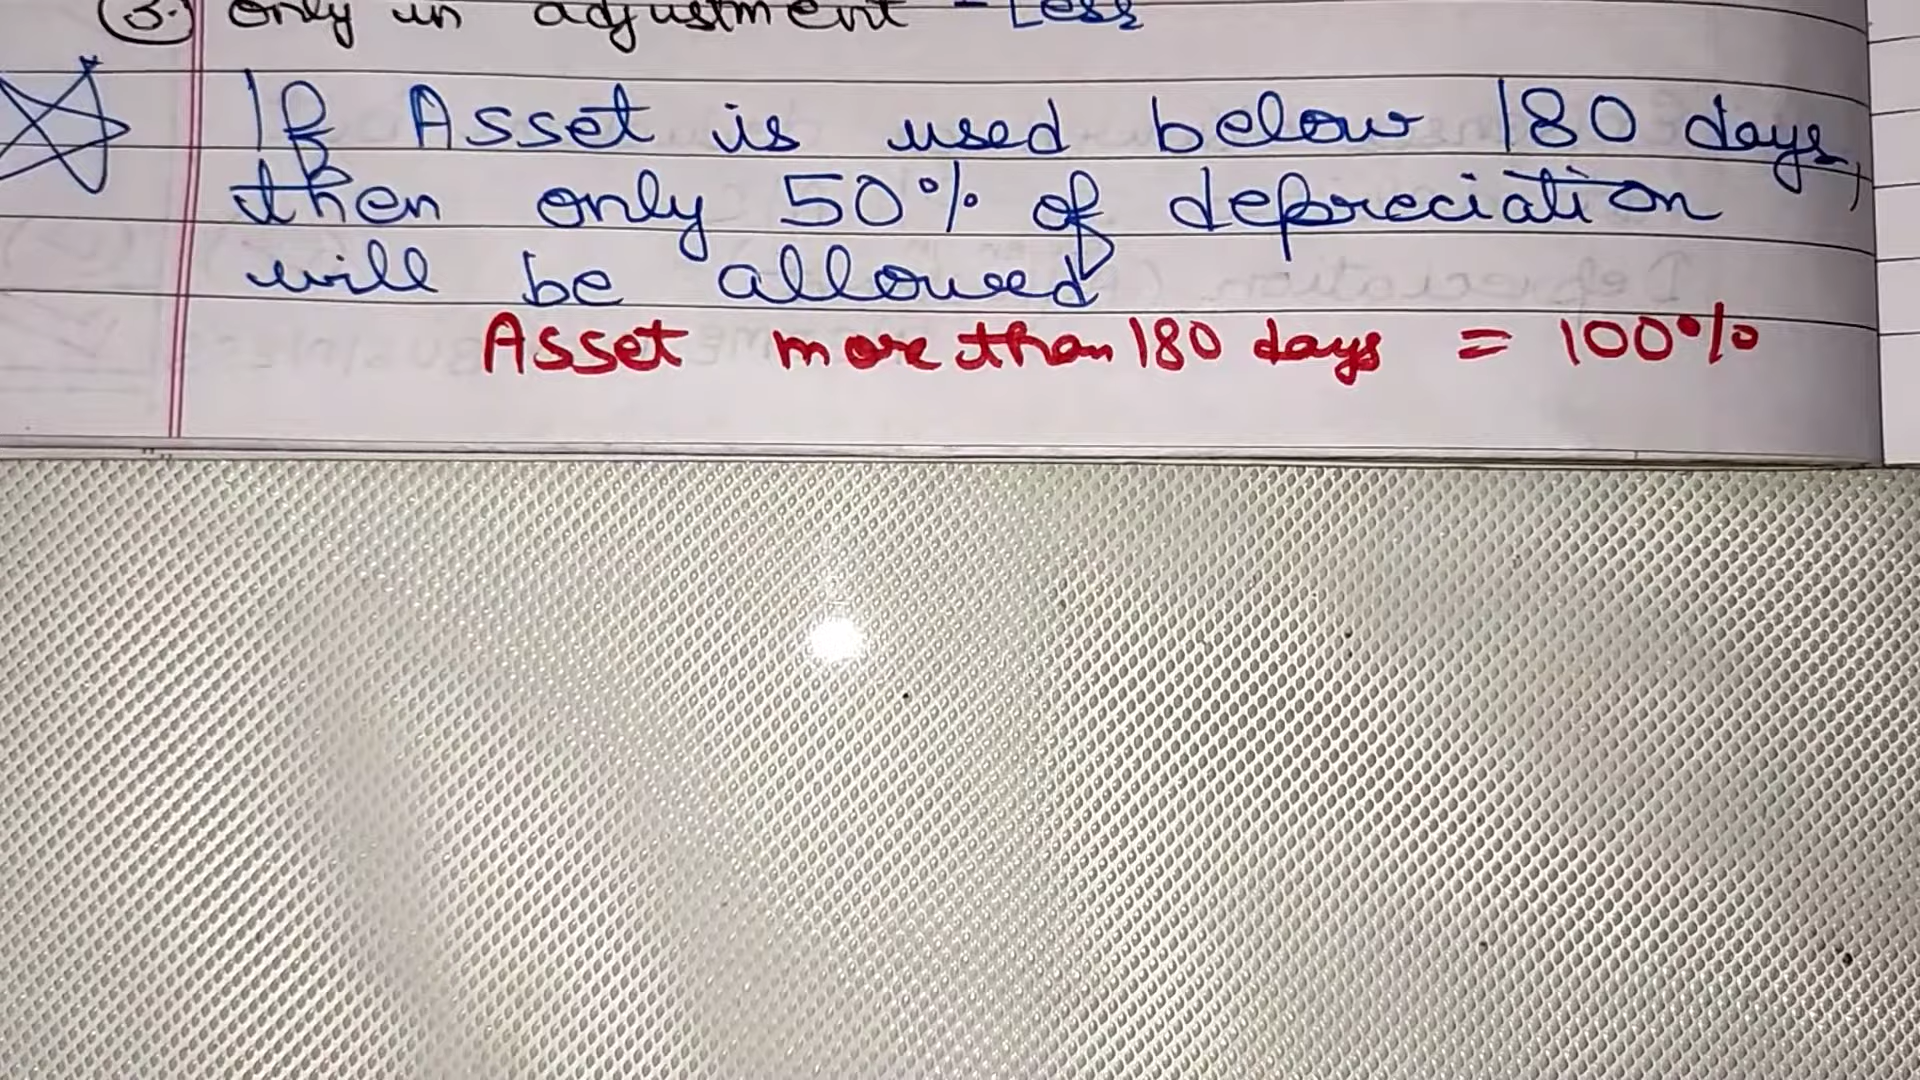 3. only in adjustment - Less
If Asset is used below 180 days,
then only 50% of depreciation
will be allowed
Asset more than 180 days = 100%